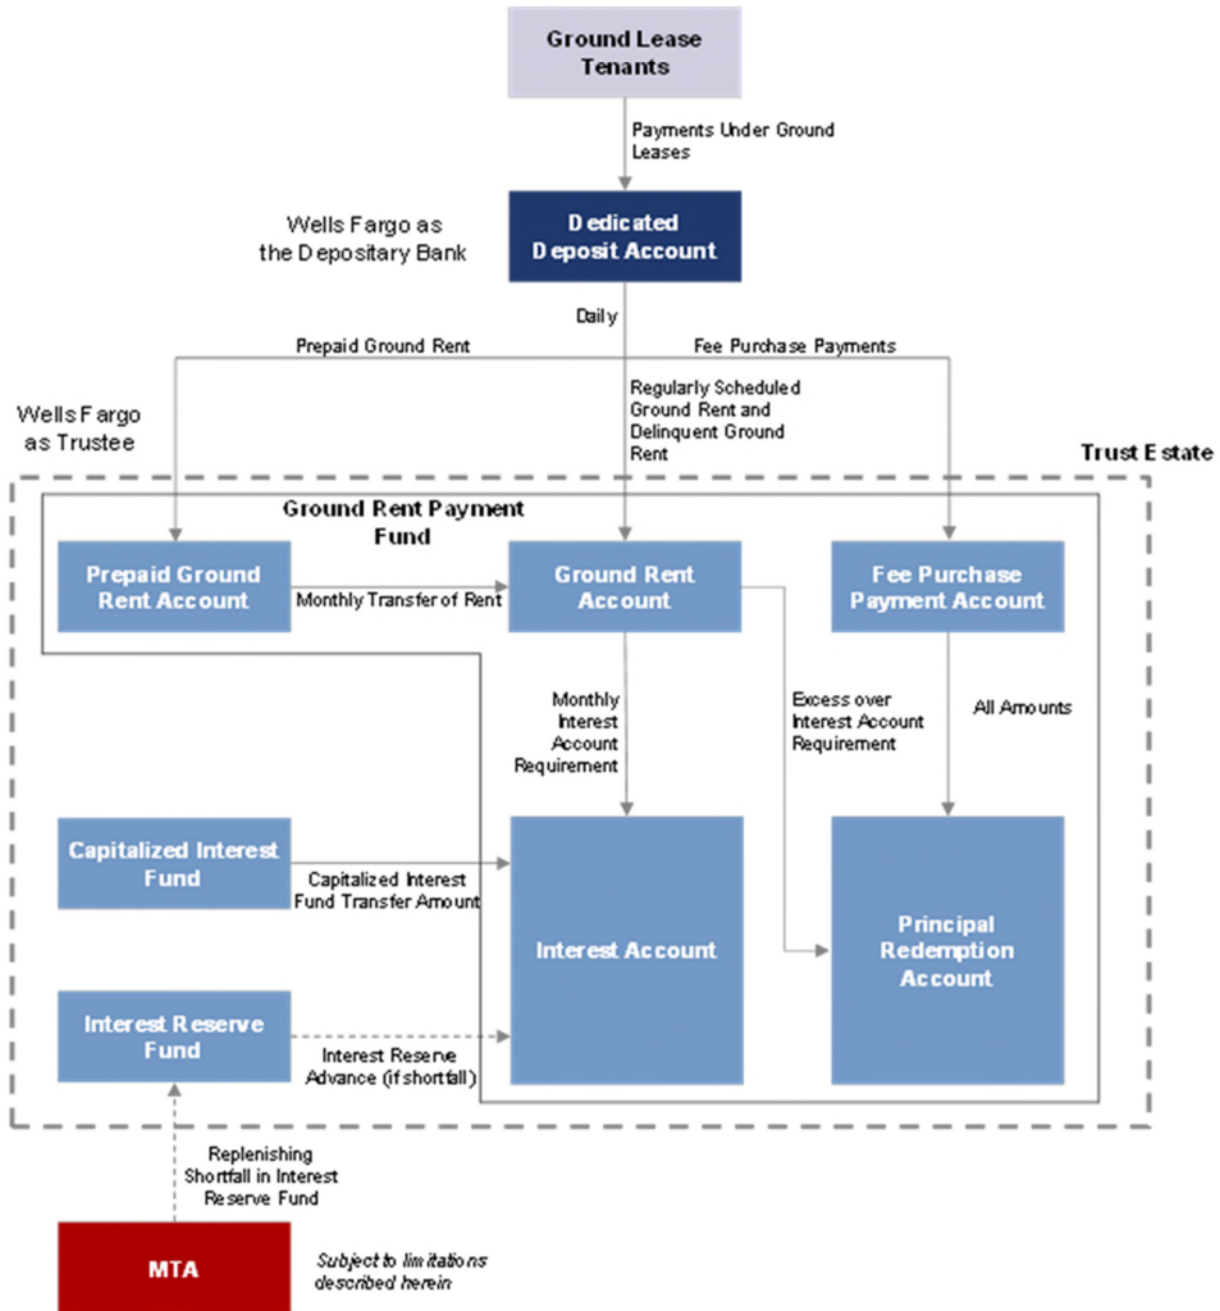 Ground Lease
Tenants
Payments Under Ground
Leases
Wells Fargo as
the Depositary Bank
Dedicated
Deposit Account
Daily
Prepaid Ground Rent
Fee Purchase Payments
Wells Fargo
as Trustee
Regularly Scheduled
Ground Rent and
Delinquent Ground
Rent
Trust Estate
Ground Rent Payment
Fund
Prepaid Ground
Rent Account
Monthly Transfer of Rent
Ground Rent
Account
Fee Purchase
Payment Account
Monthly
Interest
Account
Requirement
Excess over
Interest Account
Requirement
All Amounts
Capitalized Interest
Fund
Capitalized Interest
Fund Transfer Amount
Interest Account
Principal
Redemption
Account
Interest Reserve
Fund
Interest Reserve
Advance (if shortfall)
Replenishing
Shortfall in Interest
Reserve Fund
MTA
Subject to limitations
described herein